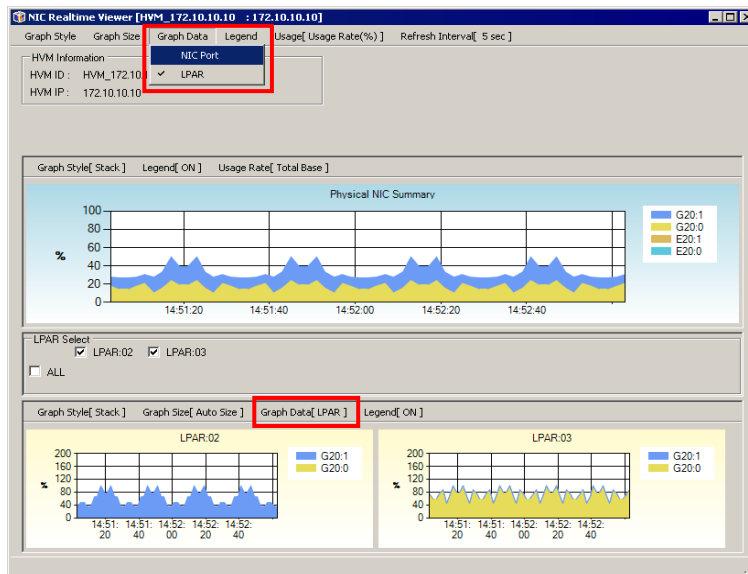 NIC Realtime Viewer [HVM_172.10.10.10 : 172.10.10.10]
Graph Style Graph Size Graph Data Legend Usage[ Usage Rate(%) ] Refresh Interval[ 5 sec ]
NIC Port
LPAR
HVM Information
HVM ID : HVM_172.10.1
HVM IP : 172.10.10.10
Graph Style[ Stack ] Legend[ ON ] Usage Rate[ Total Base ]
Physical NIC Summary
100
80
60
40
20
0
%
14:51:20 14:51:40 14:52:00 14:52:20 14:52:40
G20:1
G20:0
E20:1
E20:0
LPAR Select
LPAR:02 LPAR:03
ALL
Graph Style[ Stack ] Graph Size[ Auto Size ] Graph Data[ LPAR ] Legend[ ON ]
LPAR:02
200
160
120
80
40
0
%
14:51: 14:51: 14:52: 14:52: 14:52:
20 40 00 20 40
G20:1
G20:0
LPAR:03
200
160
120
80
40
0
%
14:51: 14:51: 14:52: 14:52: 14:52:
20 40 00 20 40
G20:1
G20:0